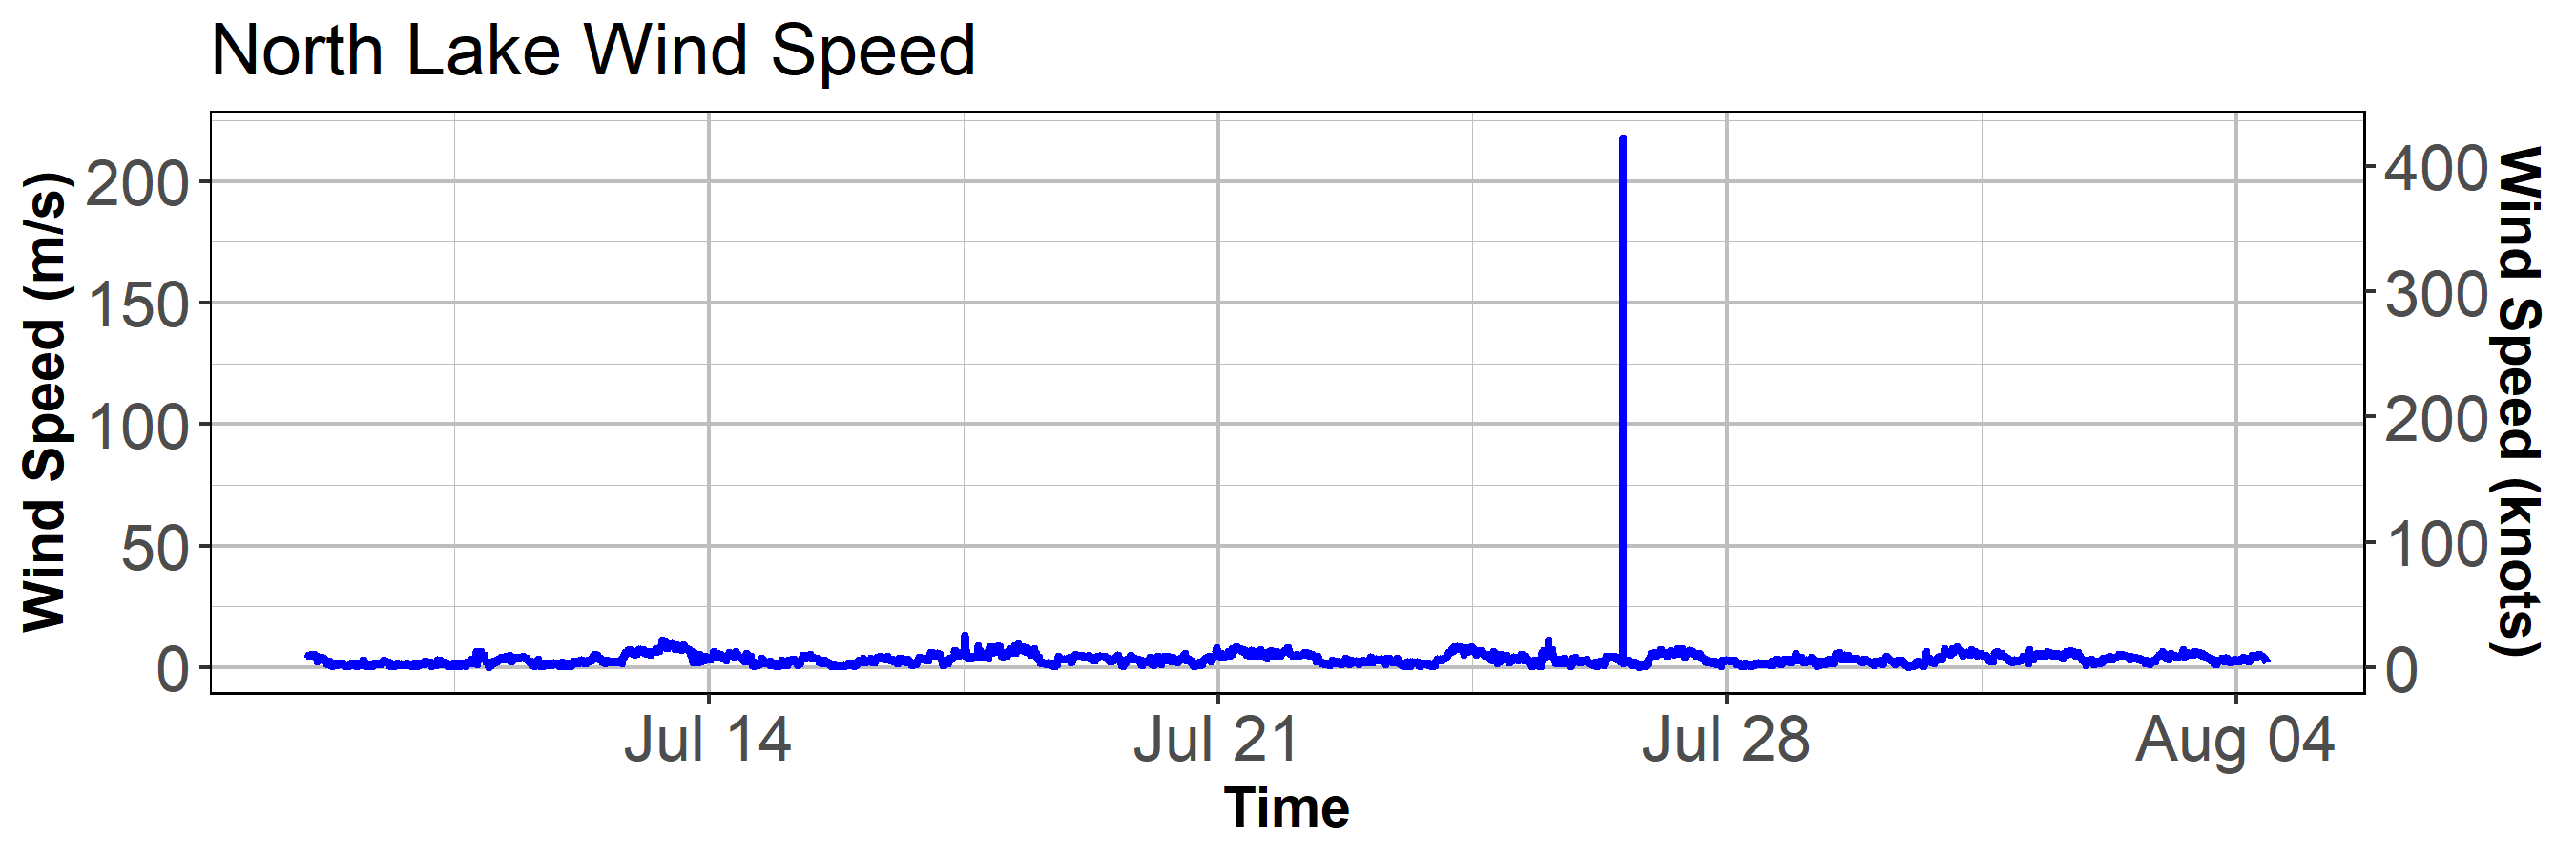 North Lake Wind Speed
Wind Speed (m/s)
200
150
100
50
0
400
300
200
100
0
Wind Speed (knots)
Jul 14 Jul 21 Jul 28 Aug 04
Time